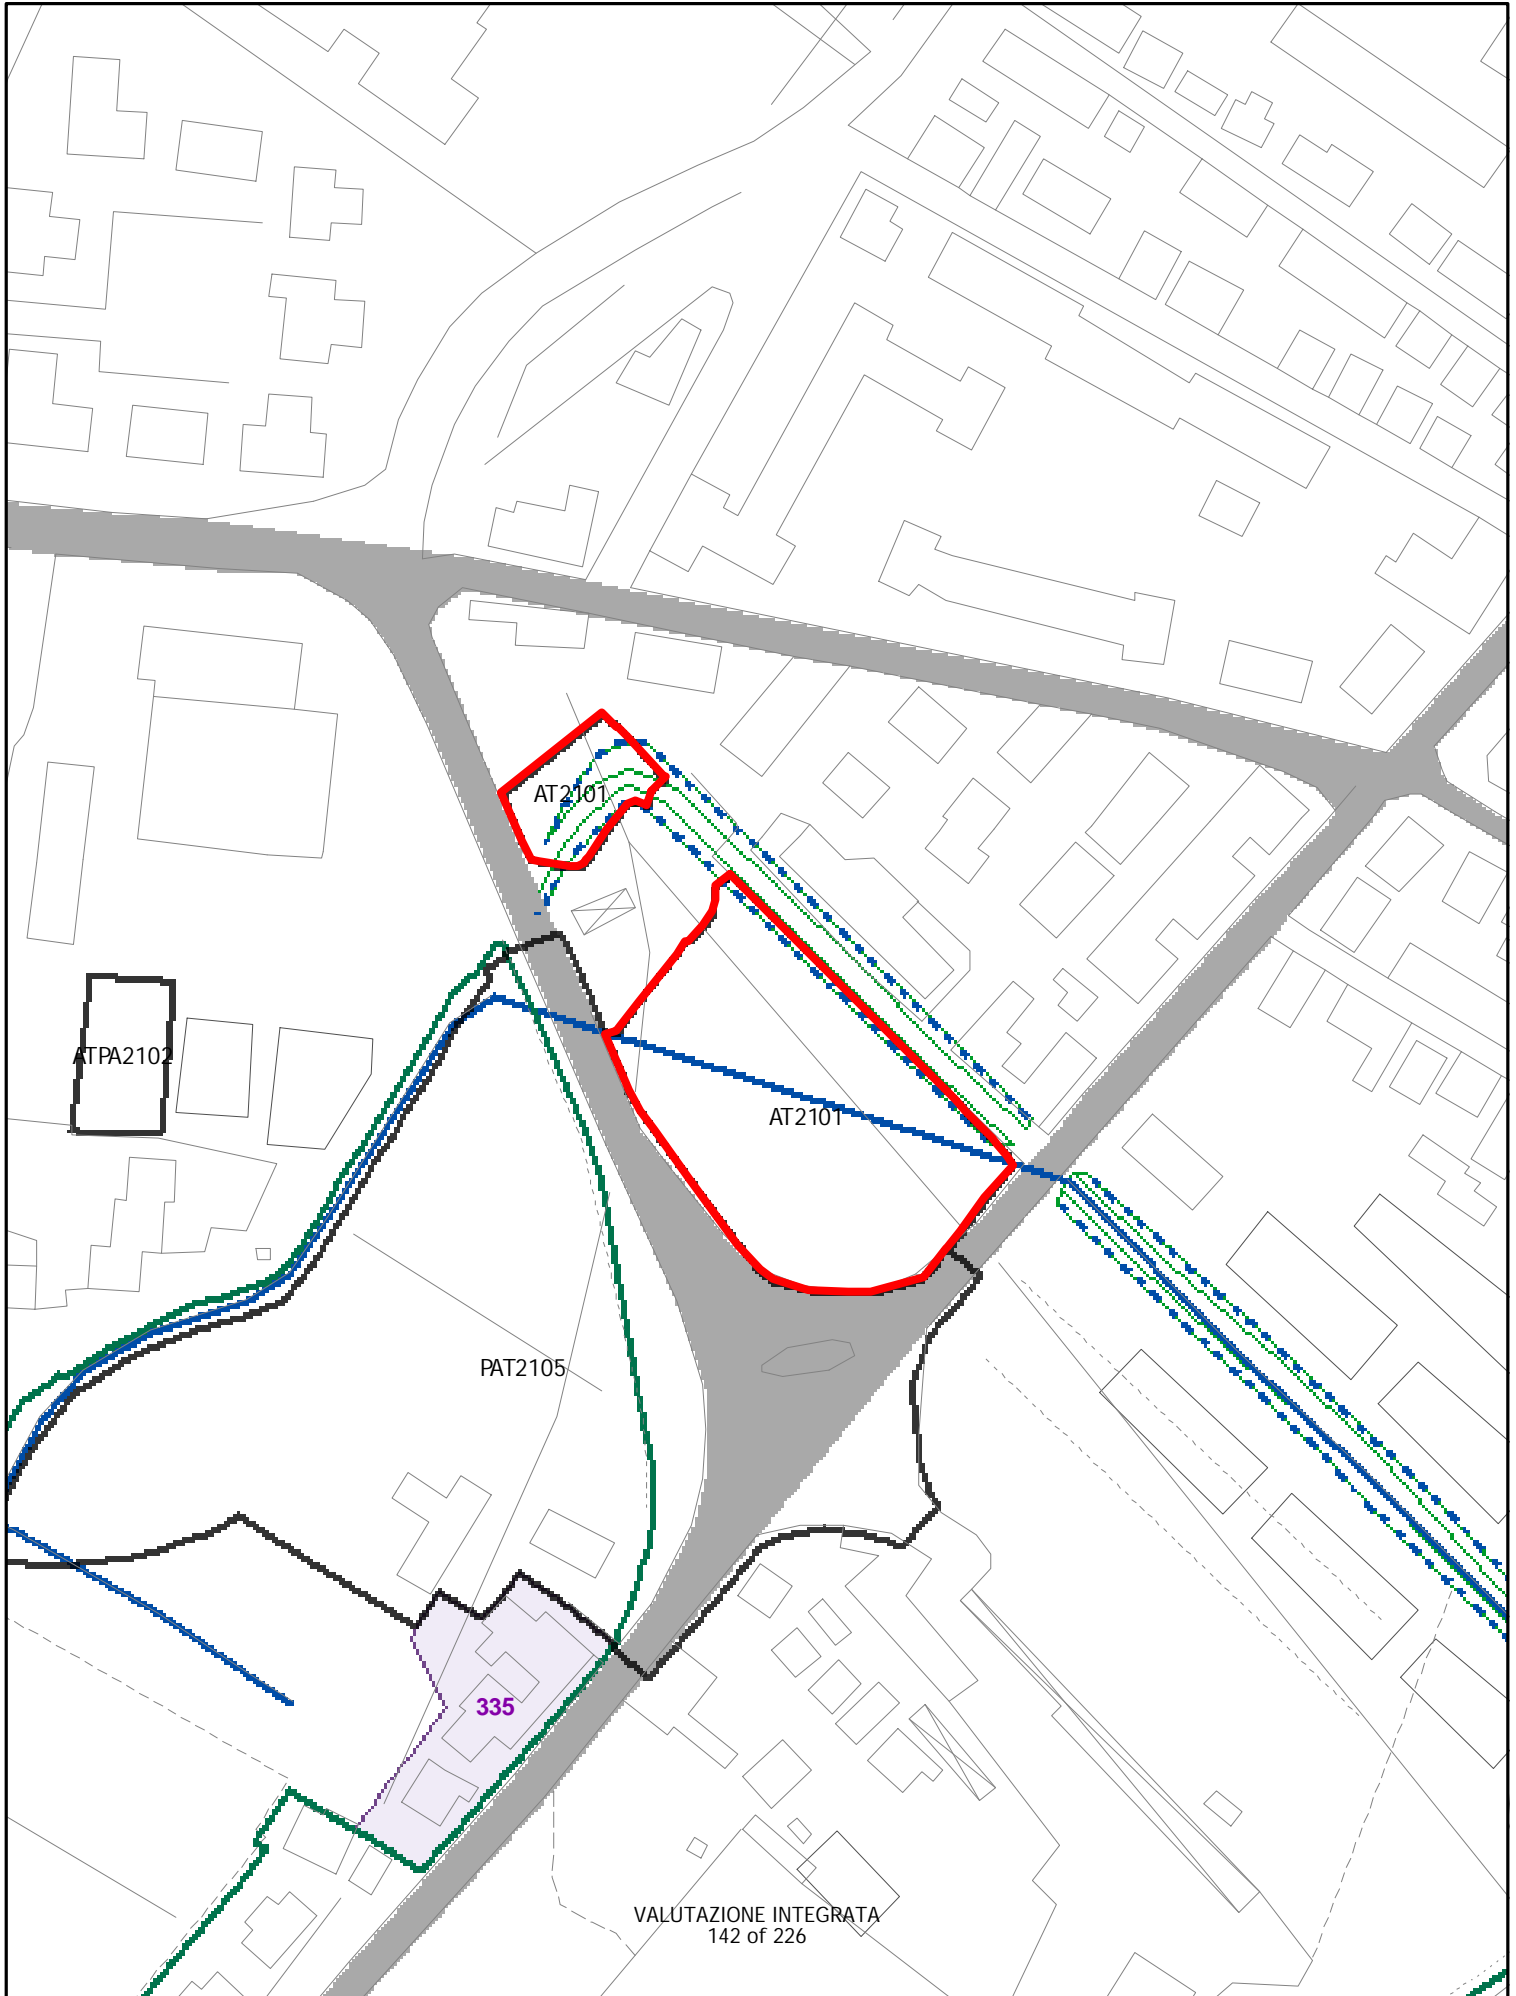 AT2101
ATPA2102
AT2101
PAT2105
335
VALUTAZIONE INTEGRATA
142 of 226